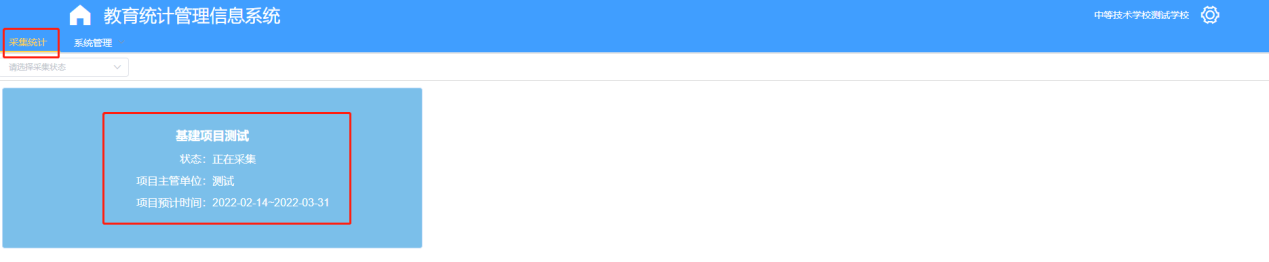 教育统计管理信息系统
中等技术学校测试学校
采集统计 系统管理
请选择采集状态
基建项目测试
状态：正在采集
项目主管单位：测试
项目预计时间：2022-02-14~2022-03-31